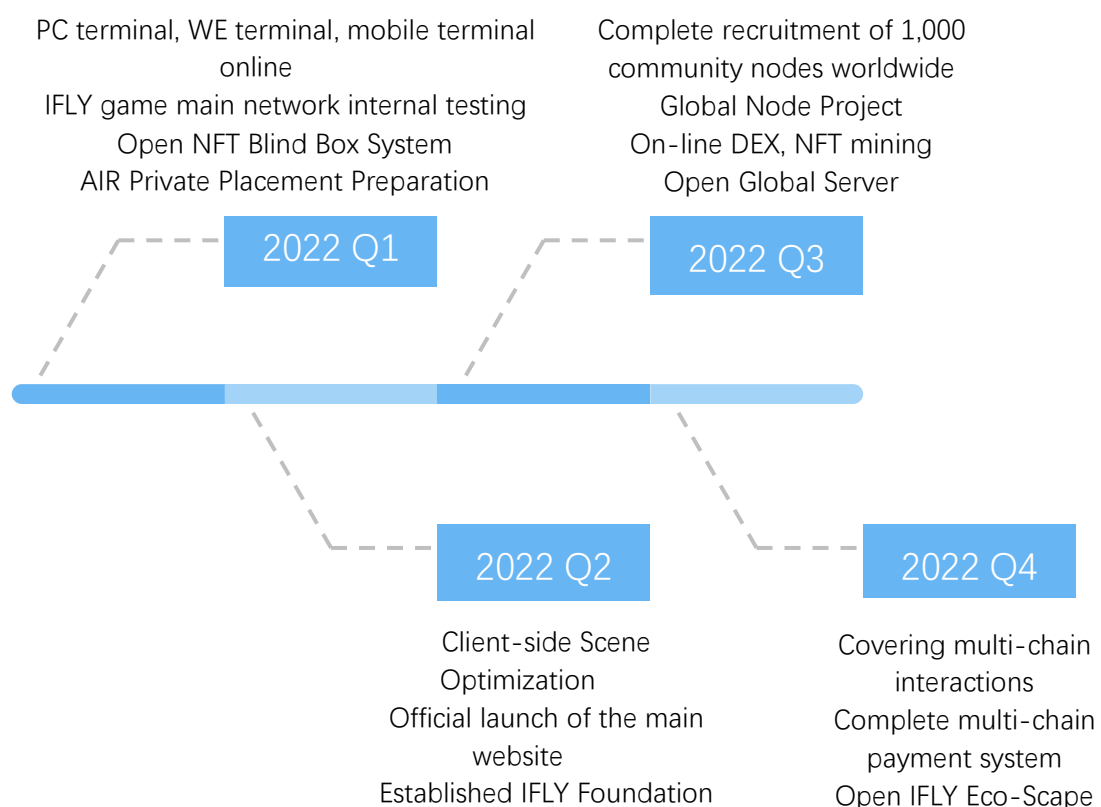 PC terminal, WE terminal, mobile terminal
online
IFLY game main network internal testing
Open NFT Blind Box System
AIR Private Placement Preparation
2022 Q1
Complete recruitment of 1,000
community nodes worldwide
Global Node Project
On-line DEX, NFT mining
Open Global Server
2022 Q3
2022 Q2
Client-side Scene
Optimization
Official launch of the main
website
Established IFLY Foundation
2022 Q4
Covering multi-chain
interactions
Complete multi-chain
payment system
Open IFLY Eco-Scape